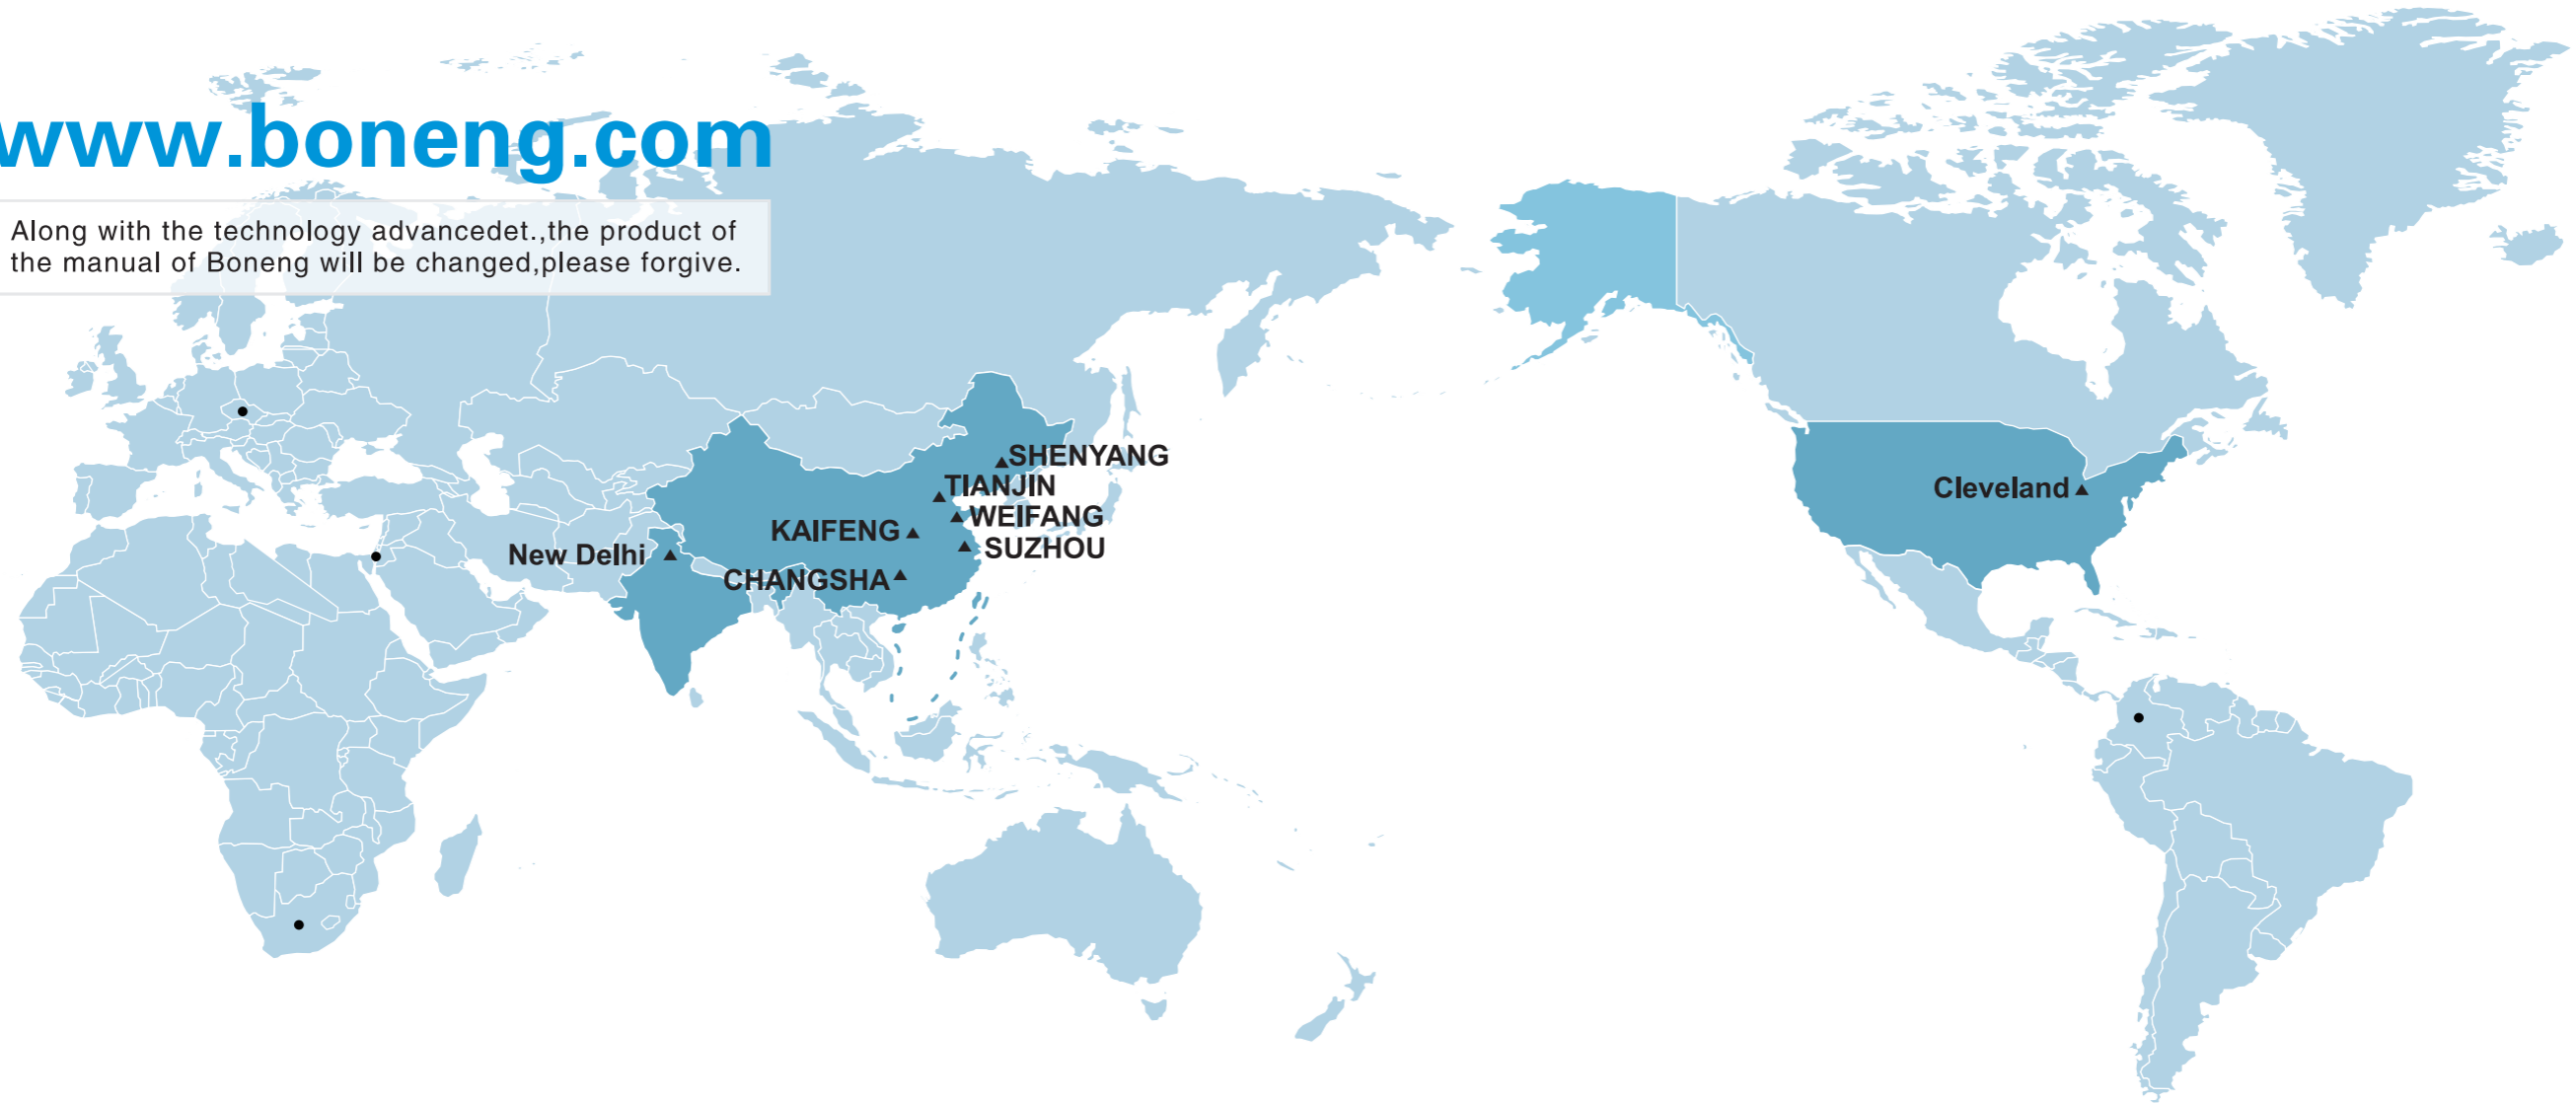 www.boneng.com
Along with the technology advancedet.,the product of
the manual of Boneng will be changed,please forgive.
SHENYANG
TIANJIN
WEIFANG
KAIFENG
SUZHOU
New Delhi
CHANGSHA
Cleveland